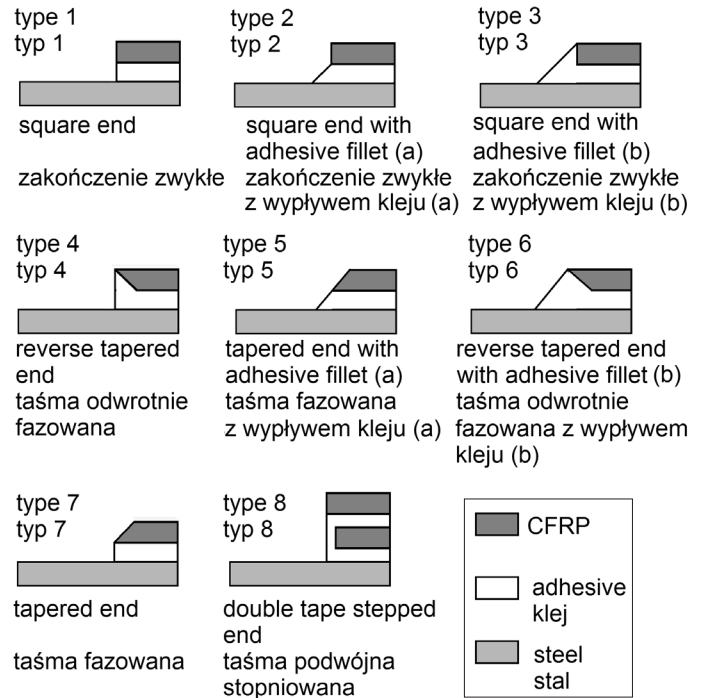 type 1
typ 1
square end
zakończenie zwykłe
type 2
typ 2
square end with
adhesive fillet (a)
zakończenie zwykłe
z wypływem kleju (a)
type 3
typ 3
square end with
adhesive fillet (b)
zakończenie zwykłe
z wypływem kleju (b)
type 4
typ 4
reverse tapered
end
taśma odwrotnie
fazowana
type 5
typ 5
tapered end with
adhesive fillet (a)
taśma fazowana
z wypływem kleju (a)
type 6
typ 6
reverse tapered end
with adhesive fillet (b)
taśma odwrotnie
fazowana z wypływem
kleju (b)
type 7
typ 7
tapered end
taśma fazowana
type 8
typ 8
double tape stepped
end
taśma podwójna
stopniowana
CFRP
adhesive
klej
steel
stal